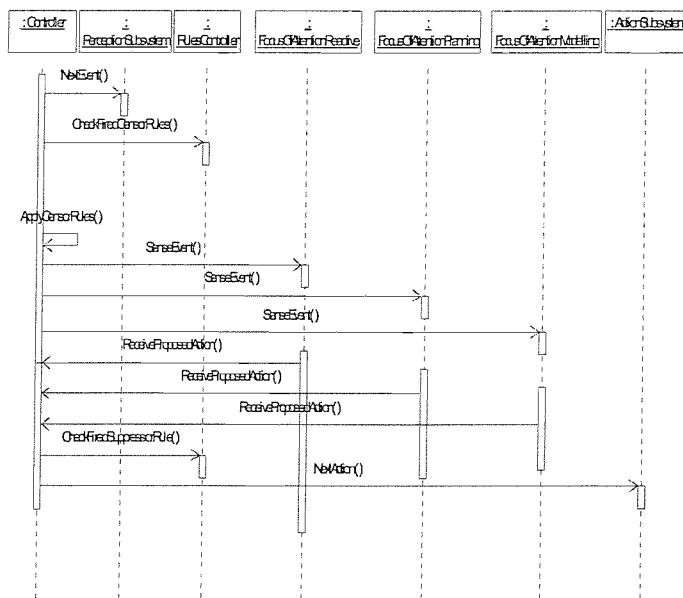 : Controller
:
PerceptionSubsystem
:
RulesController
:
FocusOfAttentionReactive
:
FocusOfAttentionPlanning
:
FocusOfAttentionModelling
: ActionSubsystem
NextEvent()
CheckFiredCensorRules()
ApplyCensorRules()
SenseEvent()
SenseEvent()
SenseEvent()
ReceiveProposedAction()
ReceiveProposedAction()
ReceiveProposedAction()
CheckFiredSuppressorRule()
NextAction()